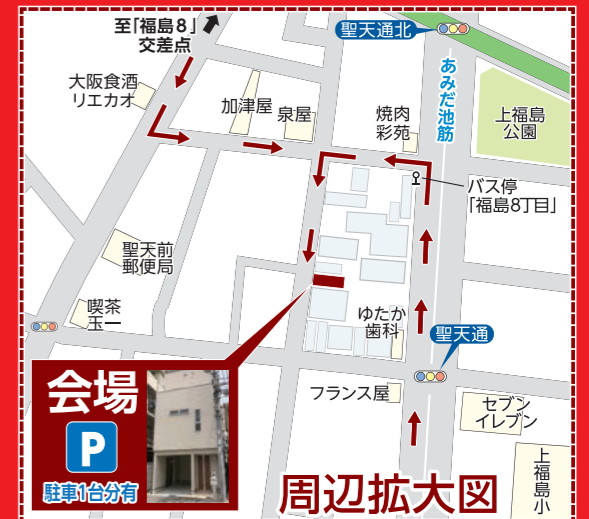 至「福島8」
交差点
聖天通北
大阪食酒
リエカオ
加津屋
泉屋
焼肉
彩苑
あみだ池筋
上福島
公園
バス停
「福島8丁目」
聖天前
郵便局
喫茶
玉一
ゆたか
歯科
聖天通
フランス屋
セブン
イレブン
上福島小
会場
P
駐車1台分有
周辺拡大図